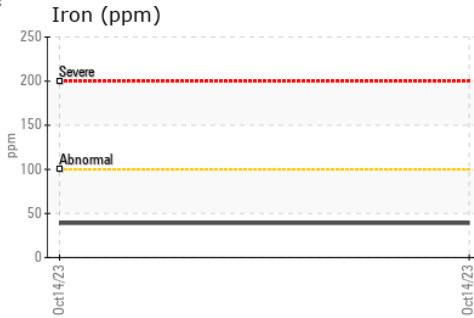 Iron (ppm)
250
200
150
100
50
0
ppm
Severe
Abnormal
Oct14/23
Oct14/23